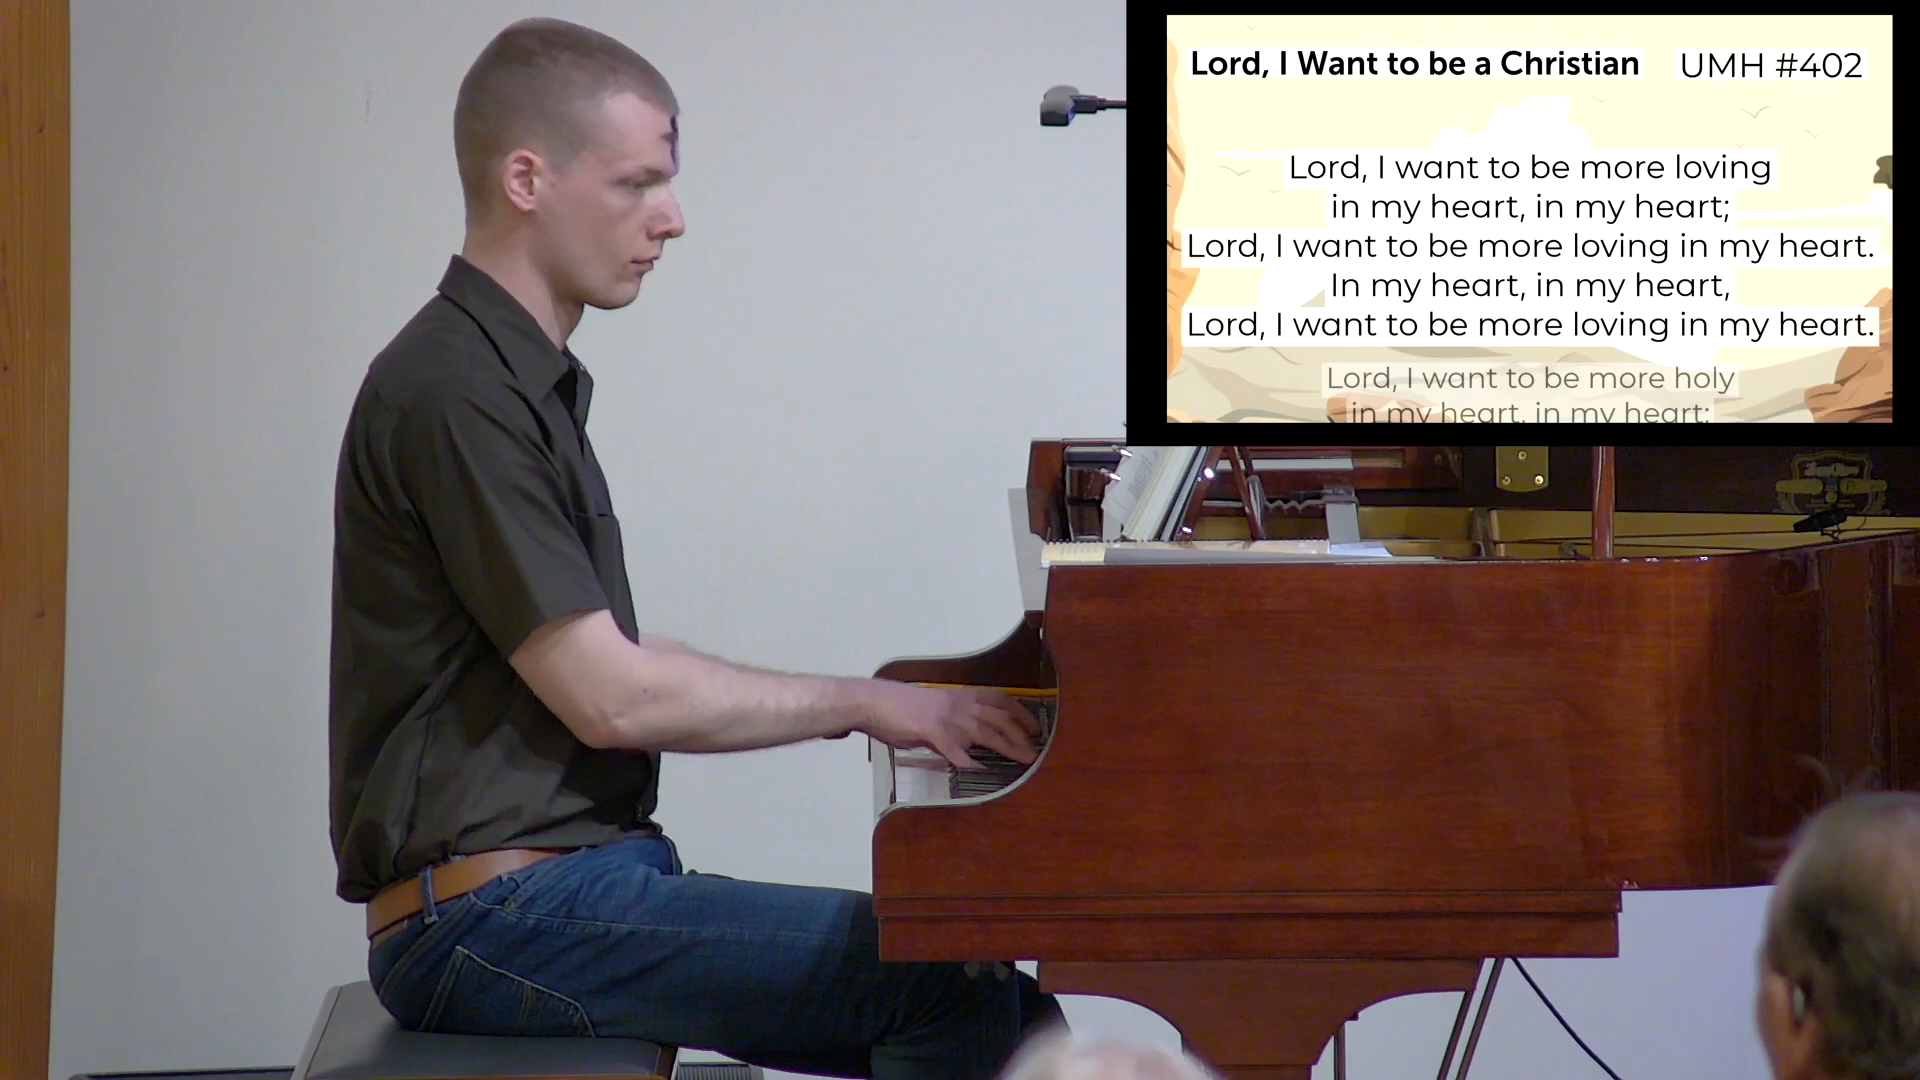 Lord, I Want to be a Christian UMH #402
Lord, I want to be more loving
in my heart, in my heart;
Lord, I want to be more loving in my heart.
In my heart, in my heart,
Lord, I want to be more loving in my heart.
Lord, I want to be more holy
in my heart, in my heart;